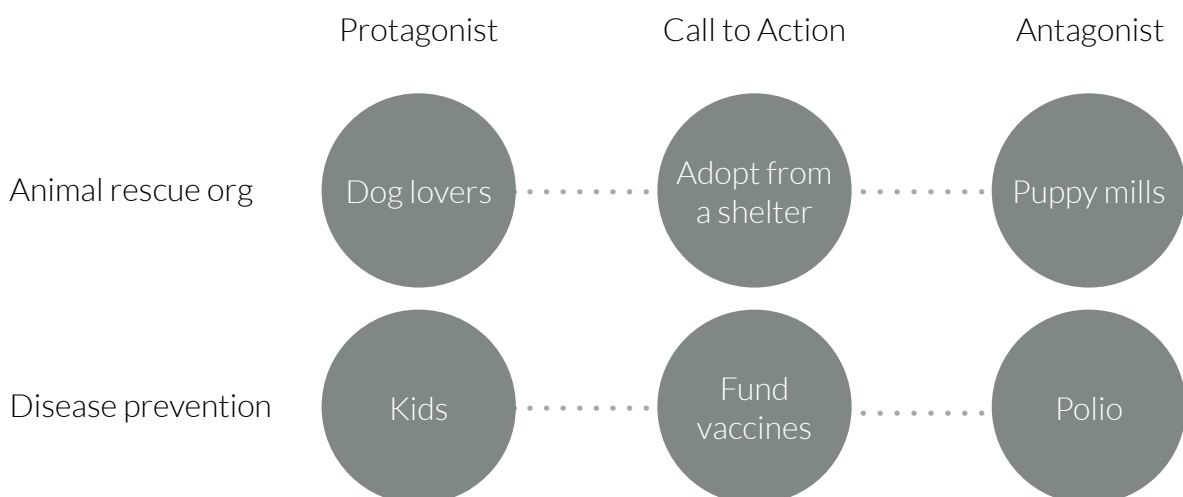 Protagonist
Call to Action
Antagonist
Animal rescue org
Dog lovers
Adopt from
a shelter
Puppy mills
Disease prevention
Kids
Fund
vaccines
Polio